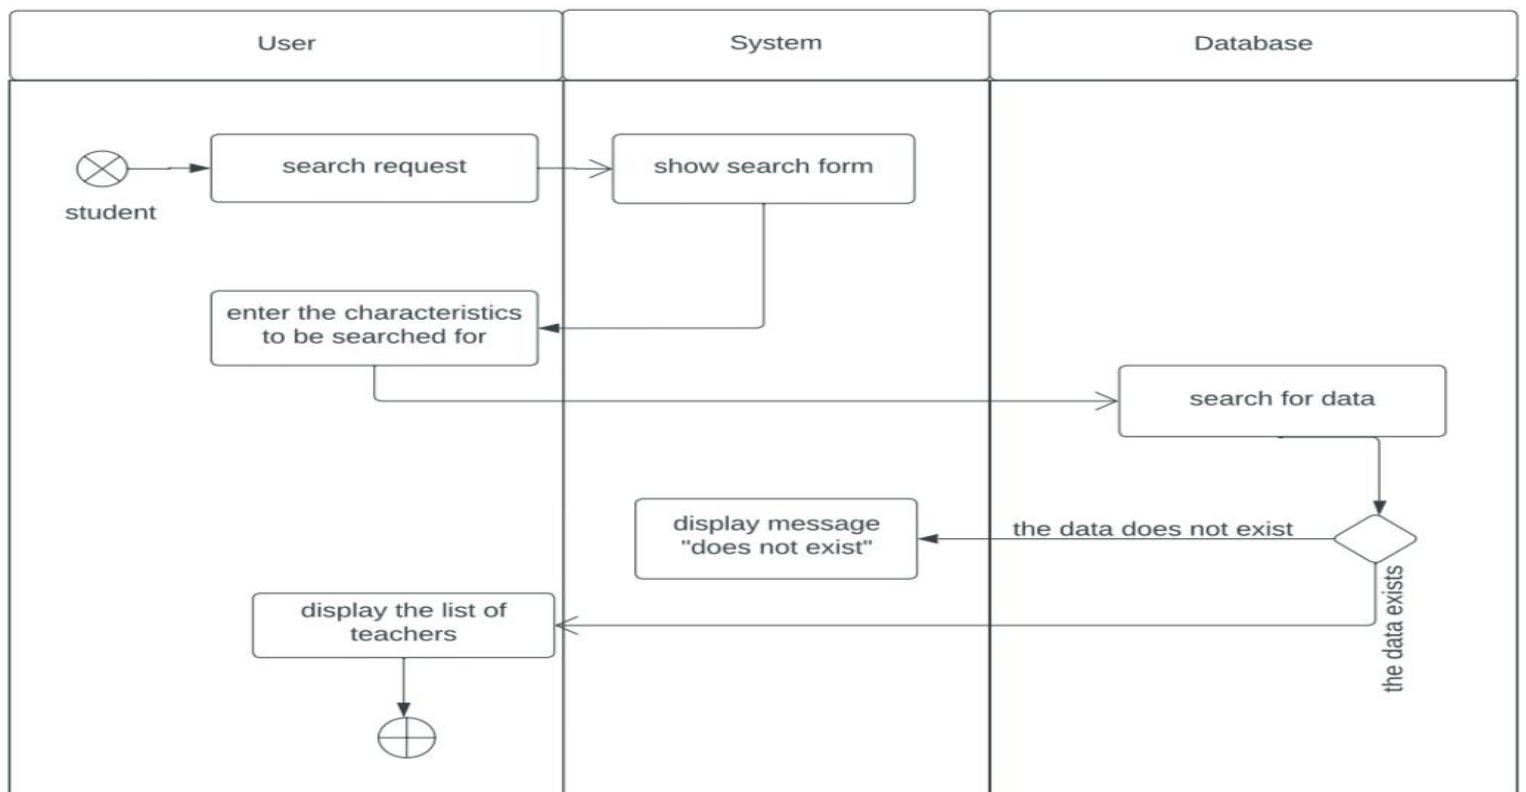 User
System
Database
search request
show search form
student
enter the characteristics
to be searched for
search for data
display message
"does not exist"
the data does not exist
the data exists
display the list of
teachers